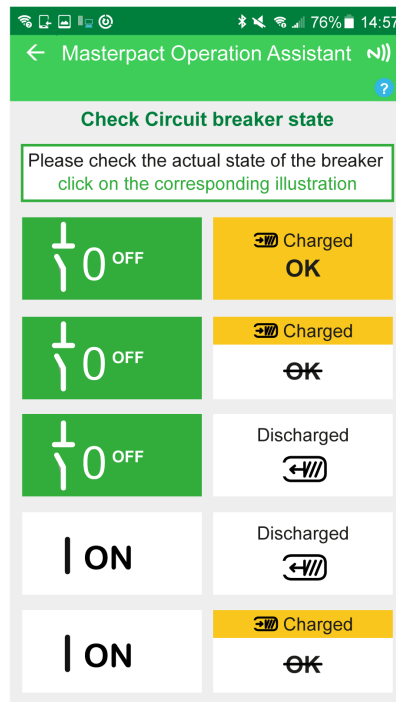 76% 14:57
Masterpact Operation Assistant
?
Check Circuit breaker state
Please check the actual state of the breaker
click on the corresponding illustration
0 OFF
Charged
OK
0 OFF
Charged
OK
0 OFF
Discharged
I ON
Discharged
I ON
Charged
OK